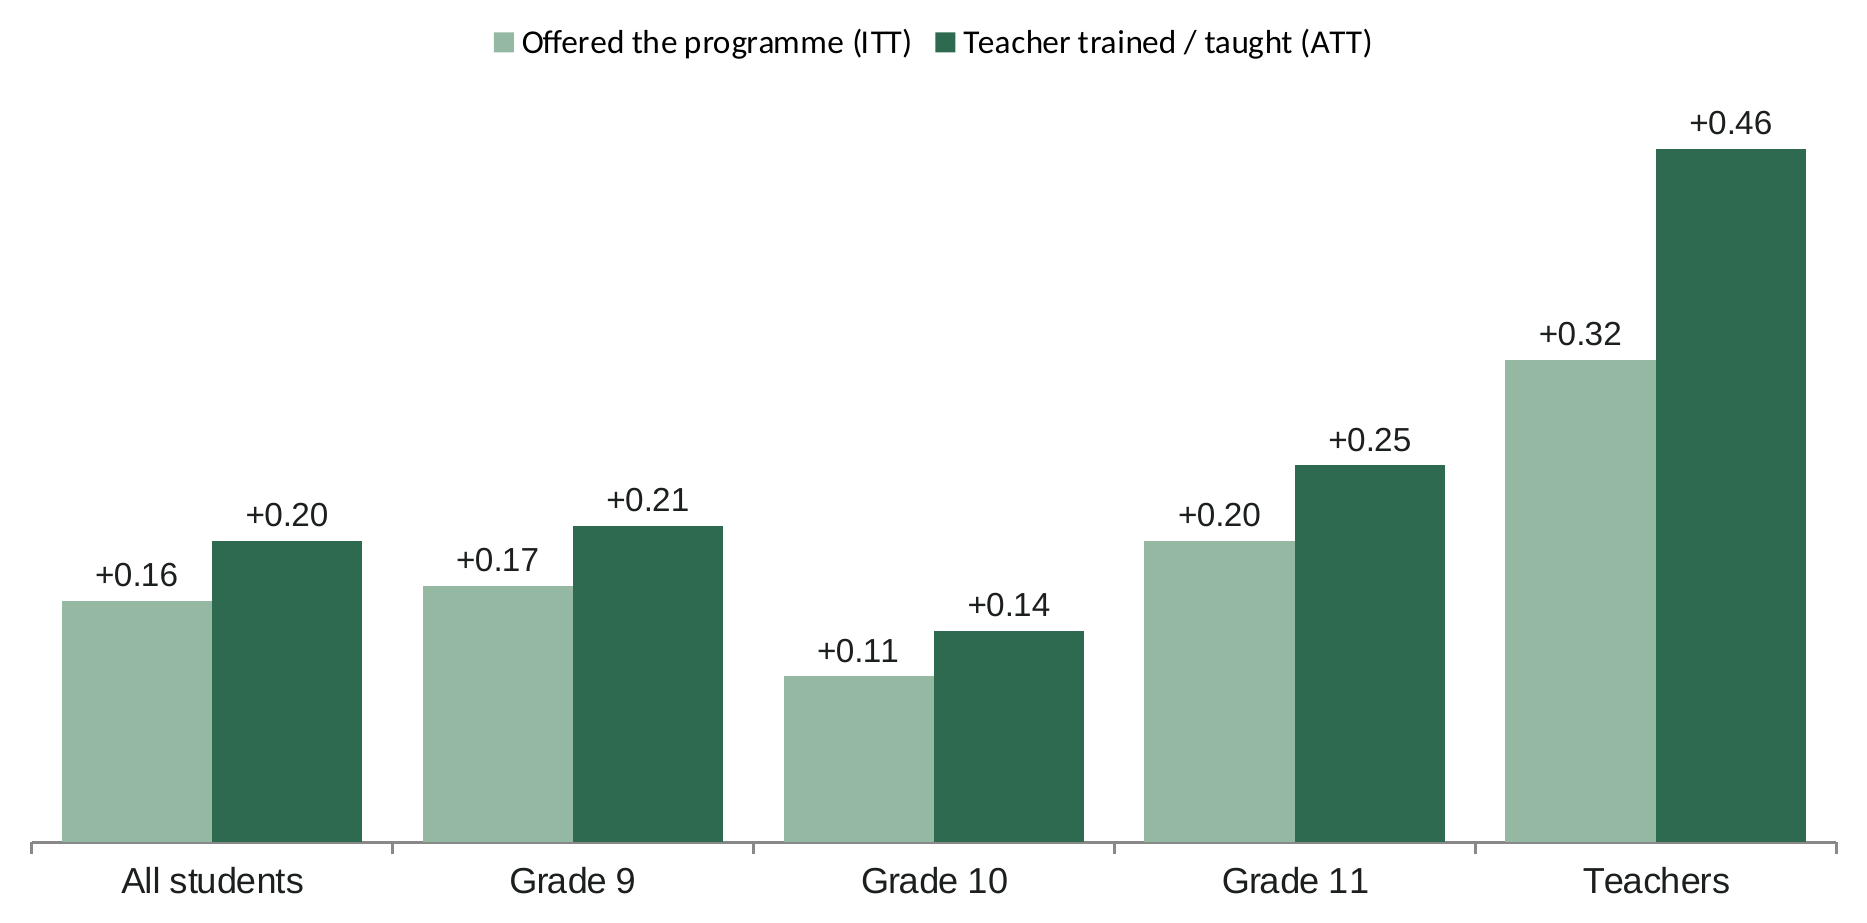 Offered the programme (ITT) Teacher trained / taught (ATT)
+0.46
+0.32
+0.25
+0.20 +0.21 +0.20
+0.16 +0.17
+0.14
+0.11
All students Grade 9 Grade 10 Grade 11 Teachers